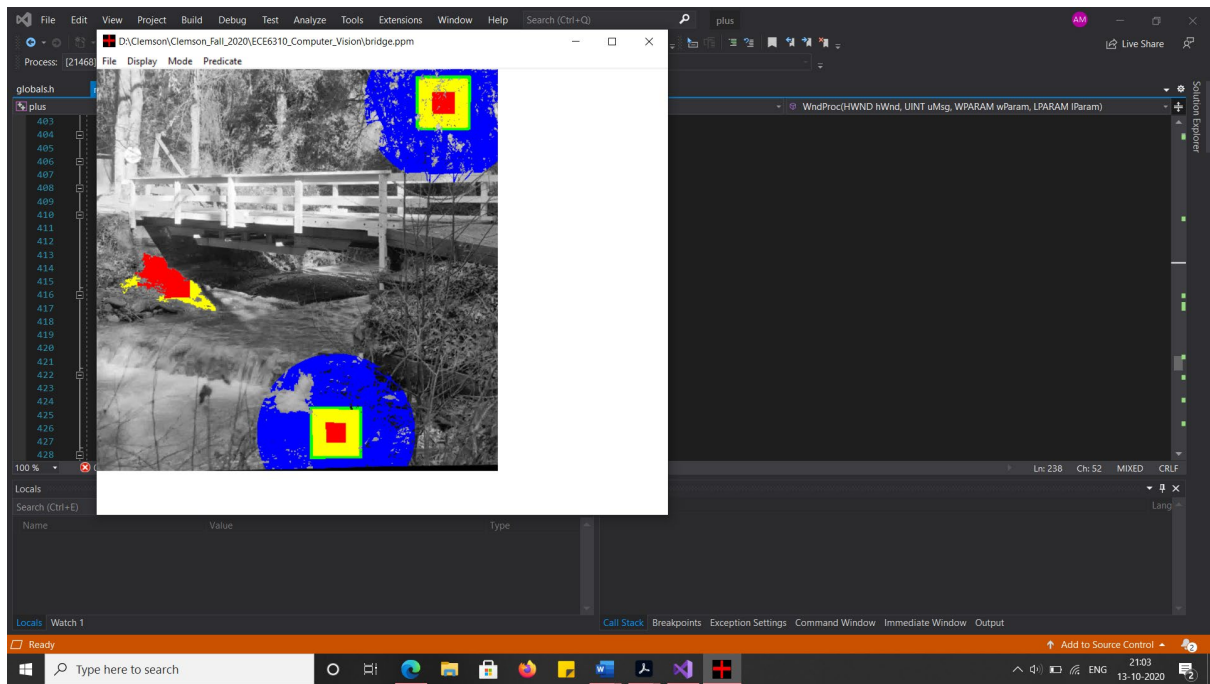 File Edit View Project Build Debug Test Analyze Tools Extensions Window Help Search (Ctrl+Q) plus AM
D:\Clemson\Clemson_Fall_2020\ECE6310_Computer_Vision\bridge.ppm
Live Share
Process: [21468]
File Display Mode Predicate
globals.h
plus
WndProc(HWND hWnd, UINT uMsg, WPARAM wParam, LPARAM lParam)
Solution Explorer
403
404
405
406
407
408
409
410
411
412
413
414
415
416
417
418
419
420
421
422
423
424
425
426
427
428
100 %
Ln: 238 Ch: 52 MIXED CRLF
Locals
Search (Ctrl+E)
Lang
Name Value Type
Locals Watch 1
Call Stack Breakpoints Exception Settings Command Window Immediate Window Output
Ready
Add to Source Control
2
Type here to search
ENG
21:03
13-10-2020
2